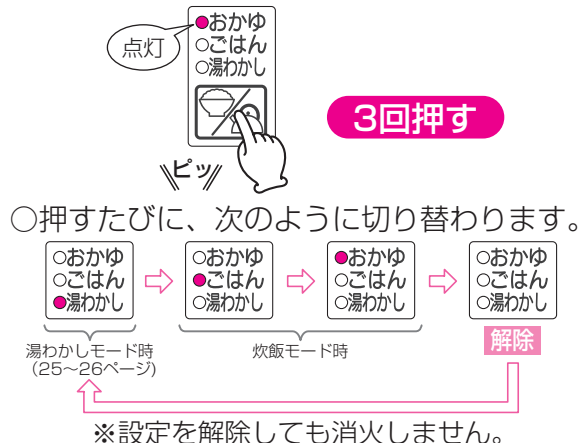 点灯
●おかゆ
○ごはん
○湯わかし
3回押す
ピッ
○押すたびに、次のように切り替わります。
○おかゆ
○ごはん
●湯わかし
○おかゆ
●ごはん
○湯わかし
●おかゆ
○ごはん
○湯わかし
○おかゆ
○ごはん
○湯わかし
湯わかしモード時
（25～26ページ）
炊飯モード時
解除
※設定を解除しても消火しません。